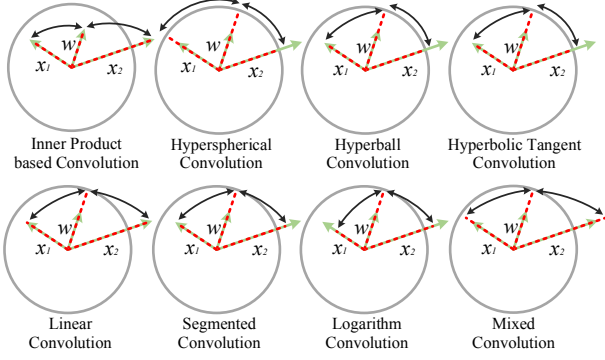 w
x1
x2
w
x1
x2
w
x1
x2
w
x1
x2
Inner Product
based Convolution
Hyperspherical
Convolution
Hyperball
Convolution
Hyperbolic Tangent
Convolution
w
x1
x2
w
x1
x2
w
x1
x2
w
x1
x2
Linear
Convolution
Segmented
Convolution
Logarithm
Convolution
Mixed
Convolution